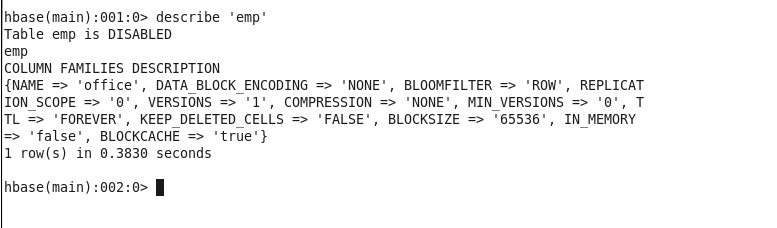 hbase(main):001:0> describe 'emp'
Table emp is DISABLED
emp
COLUMN FAMILIES DESCRIPTION
{NAME => 'office', DATA_BLOCK_ENCODING => 'NONE', BLOOMFILTER => 'ROW', REPLICAT
ION_SCOPE => '0', VERSIONS => '1', COMPRESSION => 'NONE', MIN_VERSIONS => '0', T
TL => 'FOREVER', KEEP_DELETED_CELLS => 'FALSE', BLOCKSIZE => '65536', IN_MEMORY
=> 'false', BLOCKCACHE => 'true'}
1 row(s) in 0.3830 seconds
hbase(main):002:0>